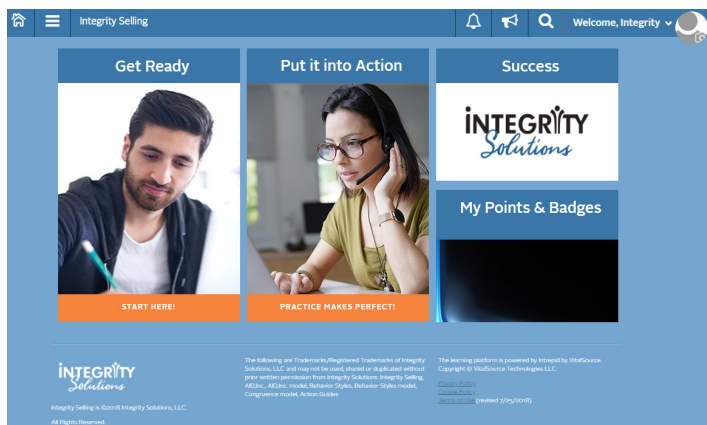 Integrity Selling
Welcome, Integrity
Get Ready
START HERE!
Put it into Action
PRACTICE MAKES PERFECT!
Success
INTEGRITY
Solutions
My Points & Badges
INTEGRITY
Solutions
Integrity Selling is ©2018 Integrity Solutions, LLC.
All Rights Reserved.
The following are Trademarks/Registered Trademarks of Integrity
Solutions, LLC and may not be used, shared or duplicated without
prior written permission from Integrity Solutions: Integrity Selling,
AID,Inc., AID,Inc. model, Behavior Styles, Behavior Styles model,
Congruence model, Action Guides
The learning platform is powered by Intrepid by VitalSource.
Copyright © VitalSource Technologies LLC
Privacy Policy
Cookie Policy
Terms of Use (revised 7/25/2018)